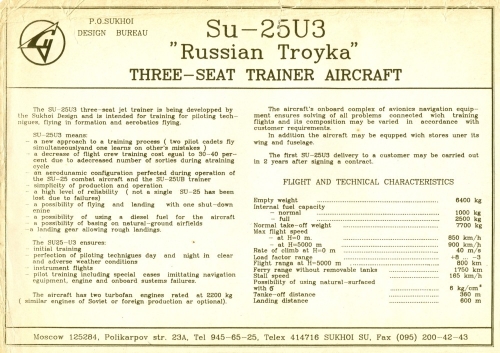 P.O.SUKHOI
DESIGN BUREAU
Su-25U3
"Russian Troyka"
THREE-SEAT TRAINER AIRCRAFT
The SU-25U3 three-seat jet trainer is being developped by
the Sukhoi Design and is intended for training for piloting tech-
niques, flying in formation and aerobatics flying.
SU-25U3 means:
- a new approach to a training process ( two pilot cadets fly
simultaneouslyand one learns on other's mistakes )
- a decrease of flight crew training cost egual to 30-40 per-
cent due to adecreased number of sorties during atraining
cycle
- an aerodunamic configuration perfected during operation of
the SU-25 combat aircraft and the SU-25UB trainer
- simplicity of production and operation
- a high level of reliability ( not a single SU-25 has been
lost due to failures)
- a possibility of flying and landing with one shut-down
enine
- a possibility of using a diesel fuel for the aircraft
- a possibility of basing on natural-ground airfields
- a landing gear allowing rough landings.
The SU25-U3 ensures:
- initial training
- perfection of piloting techniques day and night in clear
and adverse weather conditions
- instrument flights
- pilot training including special cases imitating navigation
equipment, engine and onboard sustems failures.
The aircraft has two turbofan engines rated at 2200 kg
( similar engines of Soviet or foreign production or optional).
The aircraft's onboard complex of avionics navigation equip-
ment ensures solving of all problems connected wich training
flights and its composition may be varied in accordance with
customer reguirements.
In addition the aircraft may be equpped wich stores uner its
wing and fuselage.
The first SU-25U3 delivery to a customer may be carried out
in 2 years after signing a contract.
FLIGHT AND TECHNICAL CHARACTERISTICS
Empty weight 6400 kg
Internal fuel capacity
- normal 1000 kg
- full 2500 kg
Normal take-off weight 7700 kg
Max flight speed
- at H=0 m. 850 km/h
- at H=5000 m 900 km/h
Rate of climb at H=0 m 40 m/s
Load factor range +8 ... -3
Flight ranga at H=5000 m 800 km
Ferry range without removable tanks 1750 km
Stall speed 165 km/h
Possibility of using natural-surfaced
with 6 kg/cm²
Tanke-off distance 360 m
Landing distance 600 m
Moscow 125284, Polikarpov str. 23A, Tel 945-65-25, Telex 414716 SUKHOI SU, Fax (095) 200-42-43